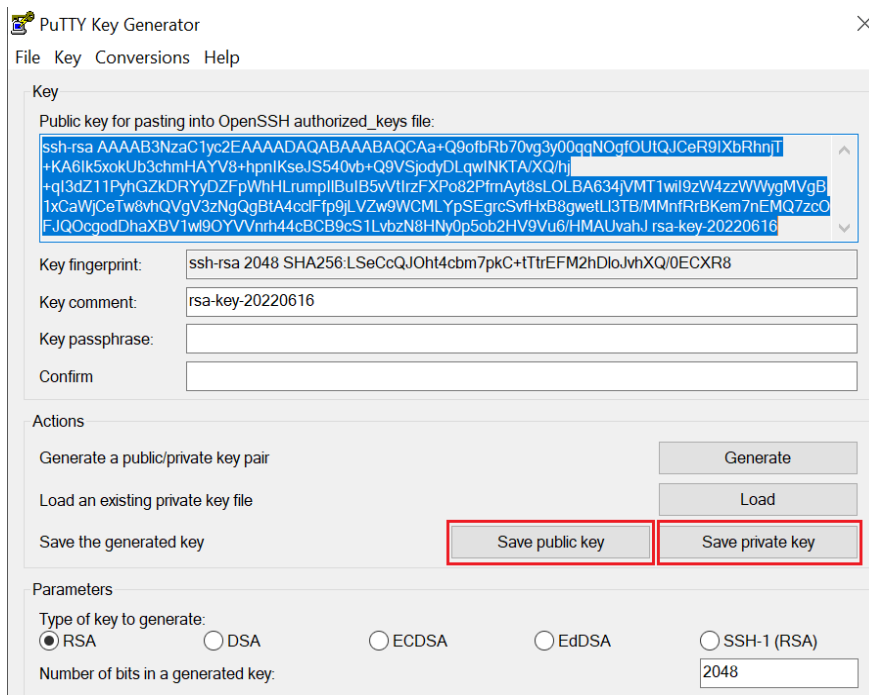 PuTTY Key Generator
File Key Conversions Help
Key
Public key for pasting into OpenSSH authorized_keys file:
ssh-rsa AAAAB3NzaC1yc2EAAAADAQABAAABAQCAa+Q9ofbRb70vg3y00qqNOgfOUtQJCeR9IXbRhnjT
+KA6Ik5xokUb3chmHAYV8+hpnIKseJS540vb+Q9VSjodyDLqwINKTA/XQ/hj
+qI3dZ11PyhGZkDRYyDZFpWhHLrumpIlBuIB5vVtIrzFXPo82PfrnAyt8sLOLBA634jVMT1wiI9zW4zzWWygMVgB
1xCaWjCeTw8vhQVgV3zNgQgBtA4cclFfp9jLVZw9WCMLYpSEgrcSvfHxB8gwetLl3TB/MMnfRrBKem7nEMQ7zcO
FJQOcgodDhaXBV1wl9OYVVnrh44cBCB9cS1LvbzN8HNy0p5ob2HV9Vu6/HMAUvahJ rsa-key-20220616
Key fingerprint: ssh-rsa 2048 SHA256:LSeCcQJOht4cbm7pkC+tTtrEFM2hDloJvhXQ/0ECXR8
Key comment: rsa-key-20220616
Key passphrase:
Confirm
Actions
Generate a public/private key pair Generate
Load an existing private key file Load
Save the generated key Save public key Save private key
Parameters
Type of key to generate:
RSA DSA ECDSA EdDSA SSH-1 (RSA)
Number of bits in a generated key: 2048